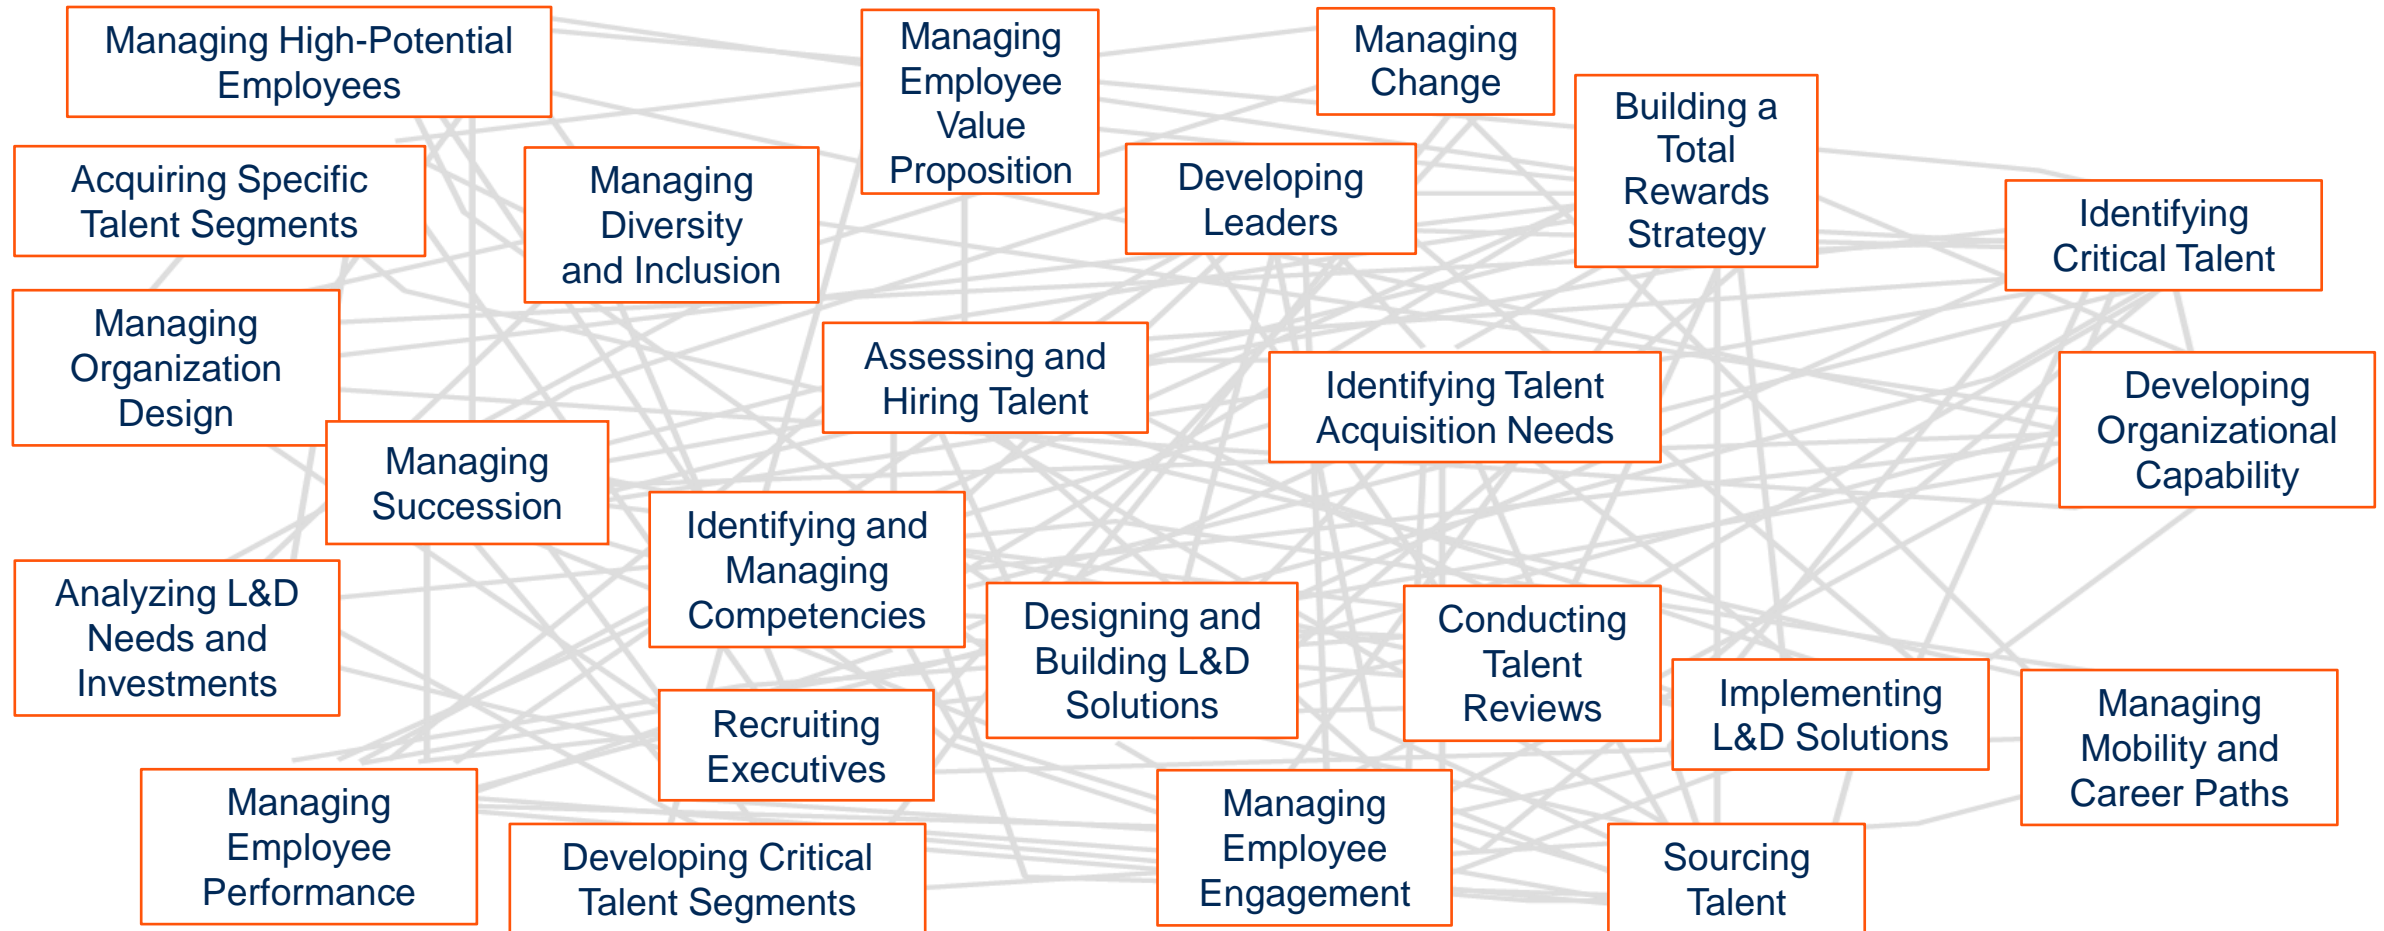 Managing High-Potential
Employees
Managing
Employee
Value
Proposition
Managing
Change
Building a
Total
Rewards
Strategy
Acquiring Specific
Talent Segments
Managing
Diversity
and Inclusion
Developing
Leaders
Identifying
Critical Talent
Managing
Organization
Design
Assessing and
Hiring Talent
Identifying Talent
Acquisition Needs
Developing
Organizational
Capability
Managing
Succession
Identifying and
Managing
Competencies
Analyzing L&D
Needs and
Investments
Designing and
Building L&D
Solutions
Conducting
Talent
Reviews
Implementing
L&D Solutions
Managing
Mobility and
Career Paths
Recruiting
Executives
Managing
Employee
Performance
Developing Critical
Talent Segments
Managing
Employee
Engagement
Sourcing
Talent